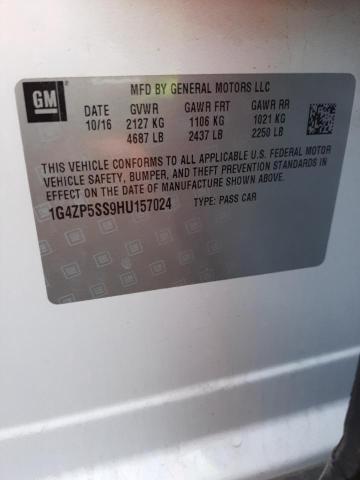 GM
MFD BY GENERAL MOTORS LLC
DATE GVWR GAWR FRT GAWR RR
10/16 2127 KG 1106 KG 1021 KG
4687 LB 2437 LB 2250 LB
THIS VEHICLE CONFORMS TO ALL APPLICABLE U.S. FEDERAL MOTOR
VEHICLE SAFETY, BUMPER, AND THEFT PREVENTION STANDARDS IN
EFFECT ON THE DATE OF MANUFACTURE SHOWN ABOVE.
1G4ZP5SS9HU157024 TYPE: PASS CAR